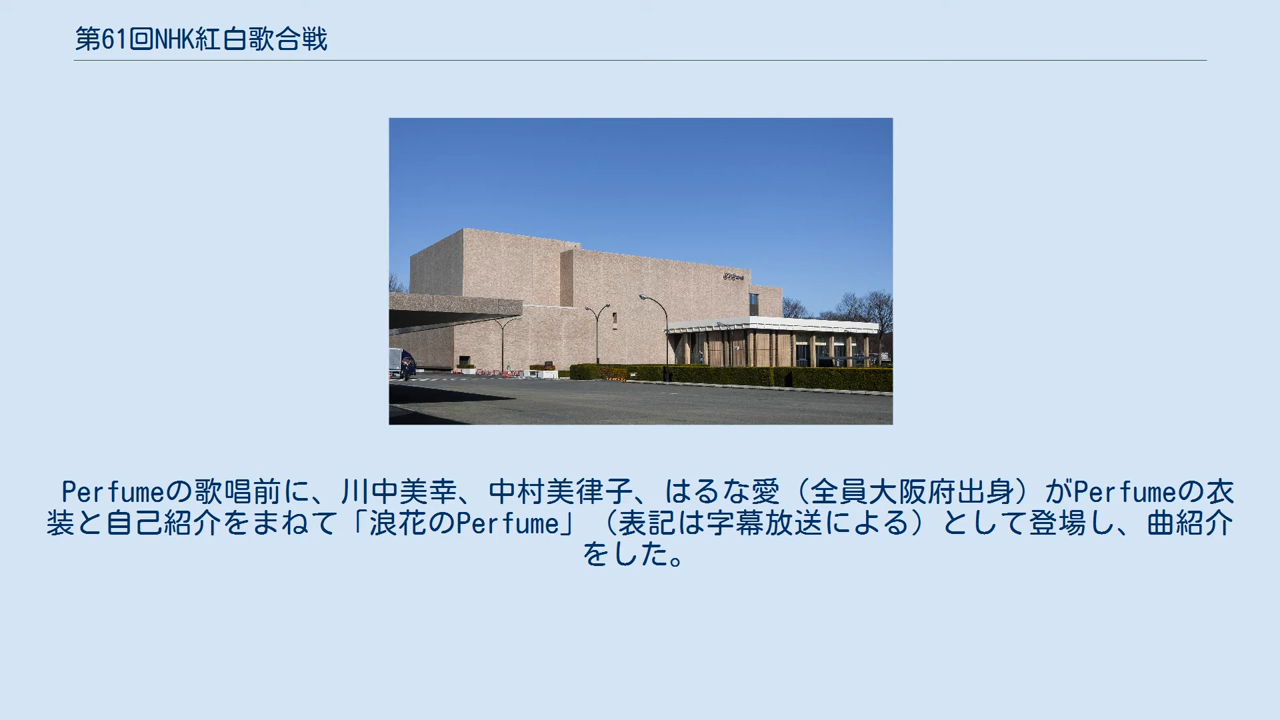 第61回NHK紅白歌合戦
Perfumeの歌唱前に、川中美幸、中村美律子、はるな愛（全員大阪府出身）がPerfumeの衣
装と自己紹介をまねて「浪花のPerfume」（表記は字幕放送による）として登場し、曲紹介
をした。